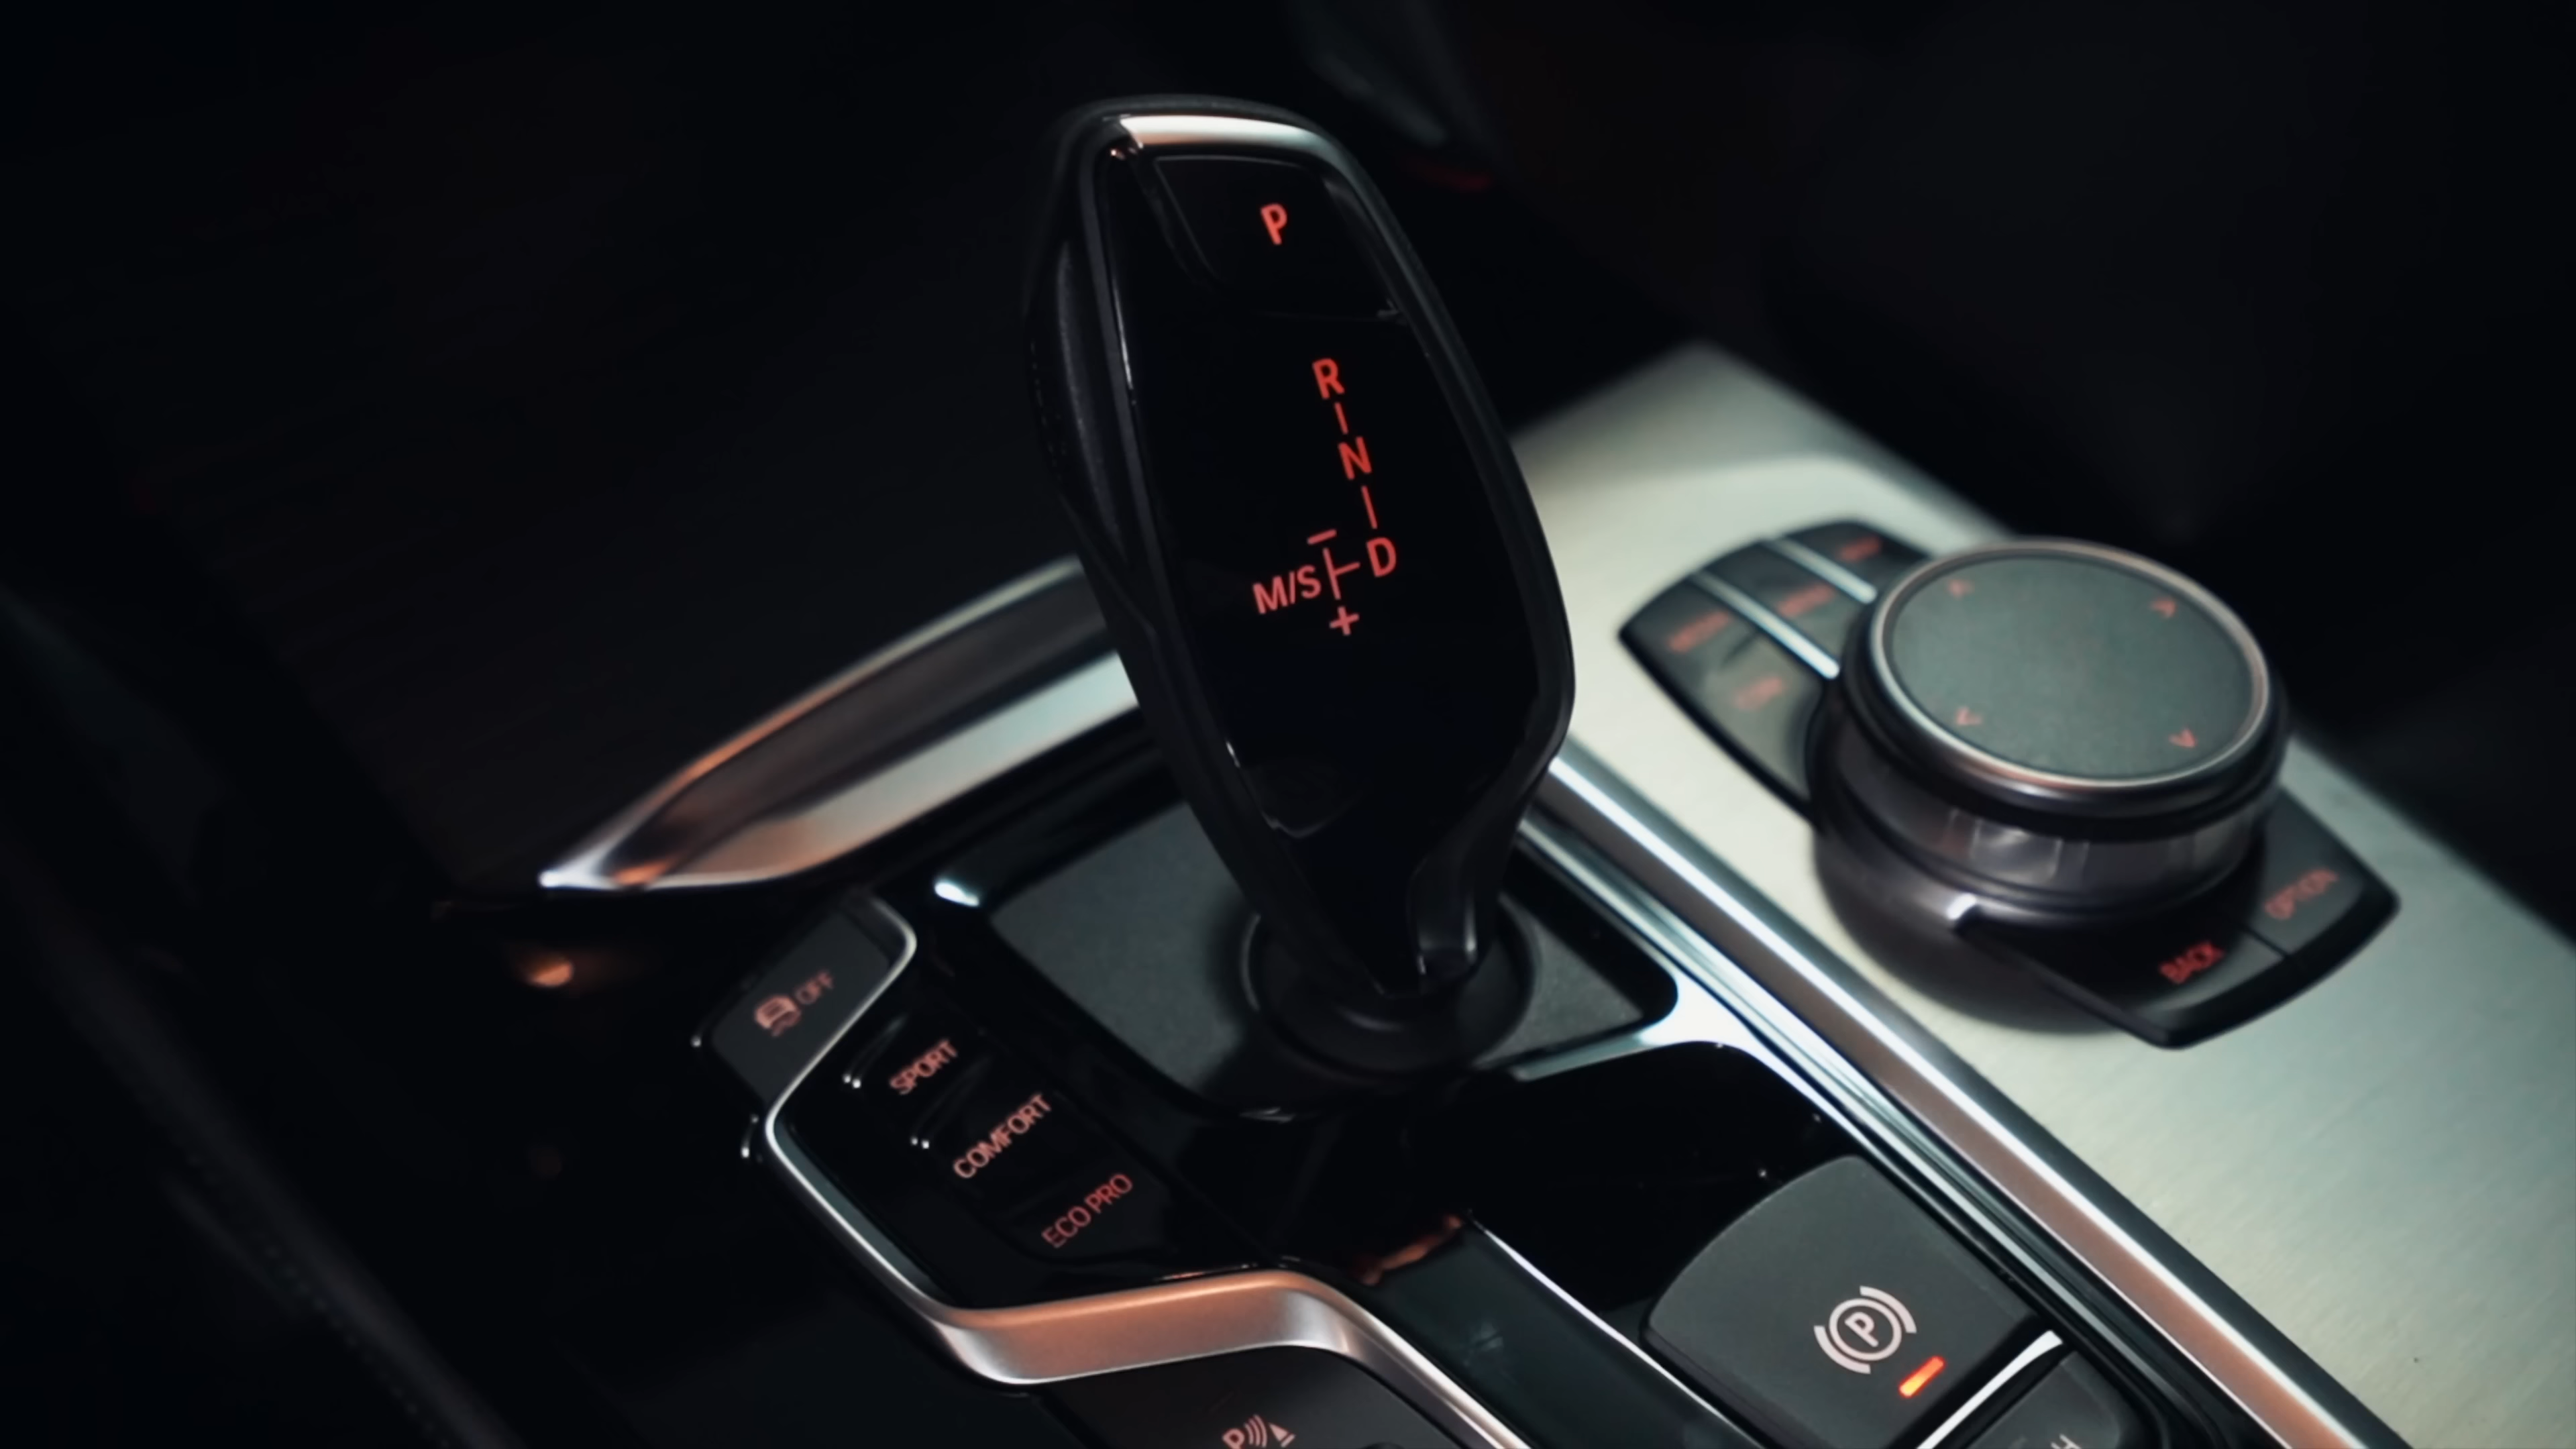 P
R
N
D
M/S
−
+
OFF
SPORT
COMFORT
ECO PRO
BACK
OPTION
P
P
H